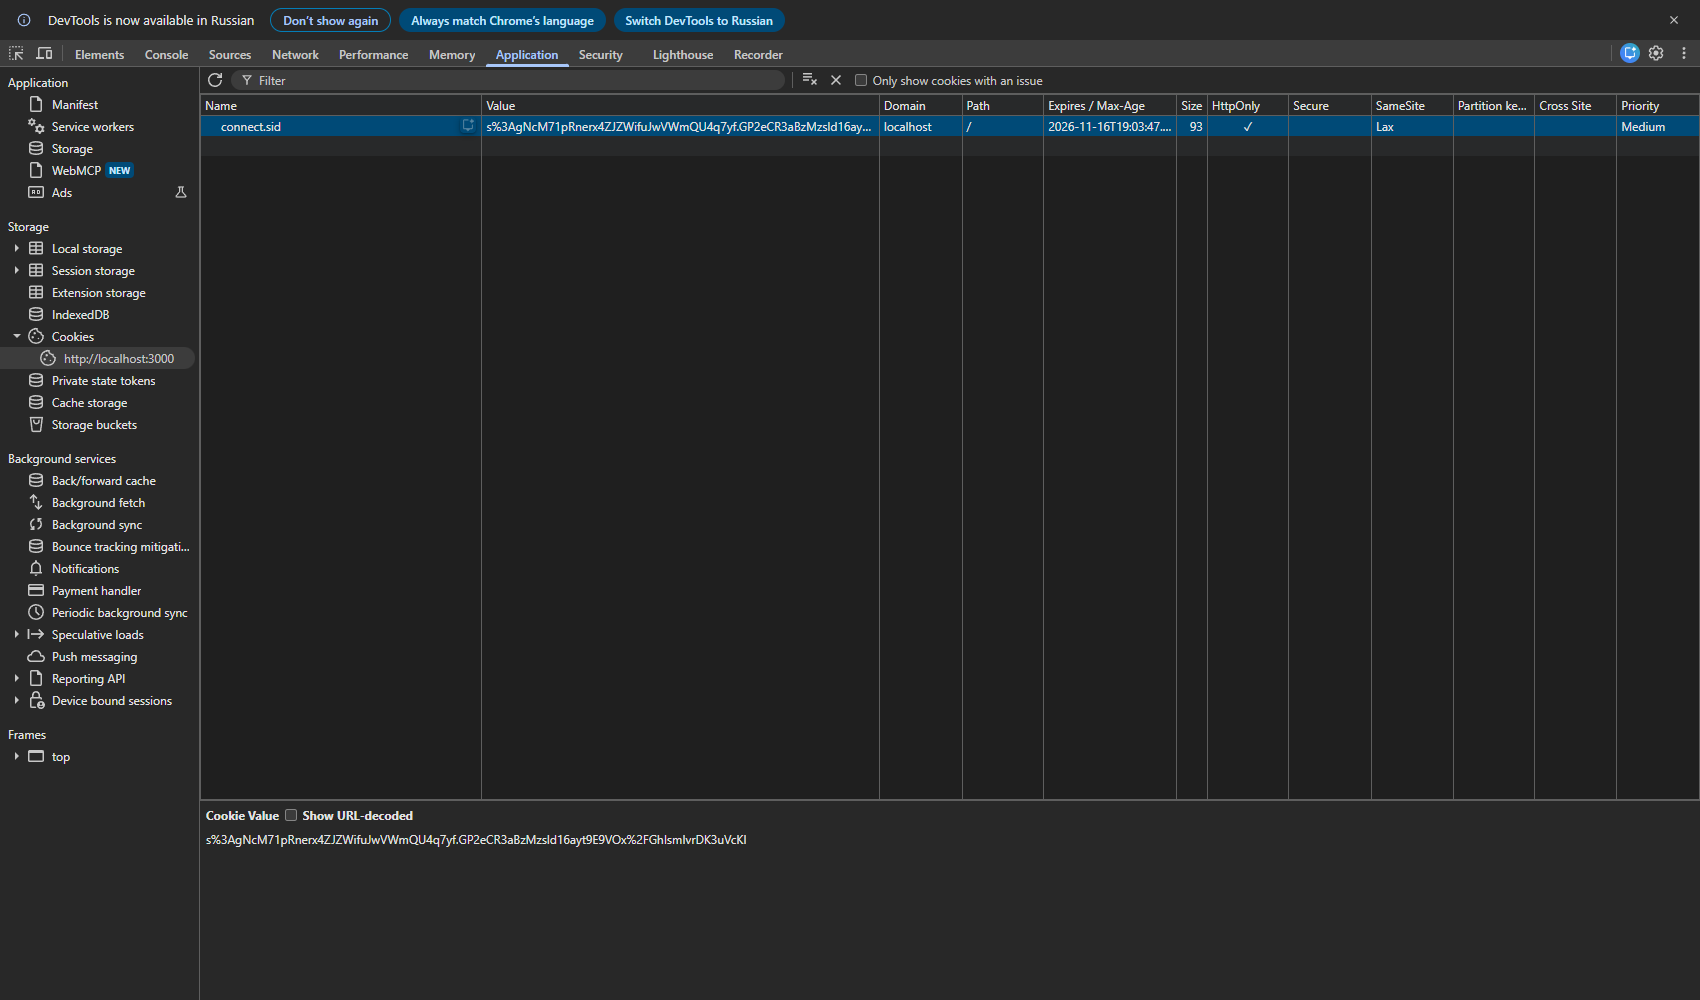 DevTools is now available in Russian Don't show again Always match Chrome's language Switch DevTools to Russian
Elements Console Sources Network Performance Memory Application Security Lighthouse Recorder
Application
Manifest
Service workers
Storage
WebMCP NEW
Ads
Storage
Local storage
Session storage
Extension storage
IndexedDB
Cookies
http://localhost:3000
Private state tokens
Cache storage
Storage buckets
Background services
Back/forward cache
Background fetch
Background sync
Bounce tracking mitigati...
Notifications
Payment handler
Periodic background sync
Speculative loads
Push messaging
Reporting API
Device bound sessions
Frames
top
Filter Only show cookies with an issue
Name Value Domain Path Expires / Max-Age Size HttpOnly Secure SameSite Partition ke... Cross Site Priority
connect.sid s%3AgNcM71pRnerx4ZJZWifuJwVWmQU4q7yf.GP2eCR3aBzMzsId16ay... localhost / 2026-11-16T19:03:47.... 93 ✓ Lax Medium
Cookie Value Show URL-decoded
s%3AgNcM71pRnerx4ZJZWifuJwVWmQU4q7yf.GP2eCR3aBzMzsId16ayt9E9VOx%2FGhIsmIvrDK3uVcKI